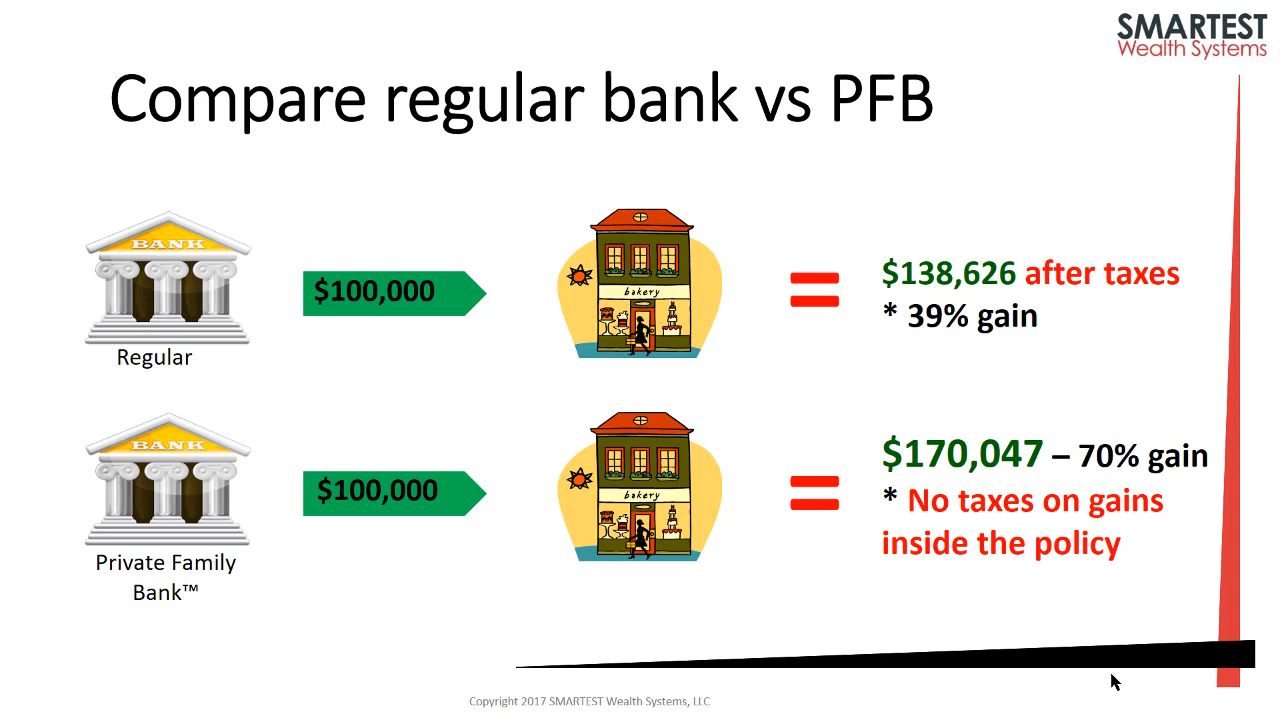 SMARTEST
Wealth Systems
Compare regular bank vs PFB
BANK
Regular
$100,000
bakery
$138,626 after taxes
* 39% gain
BANK
Private Family
Bank™
$100,000
bakery
$170,047 – 70% gain
* No taxes on gains
inside the policy
Copyright 2017 SMARTEST Wealth Systems, LLC